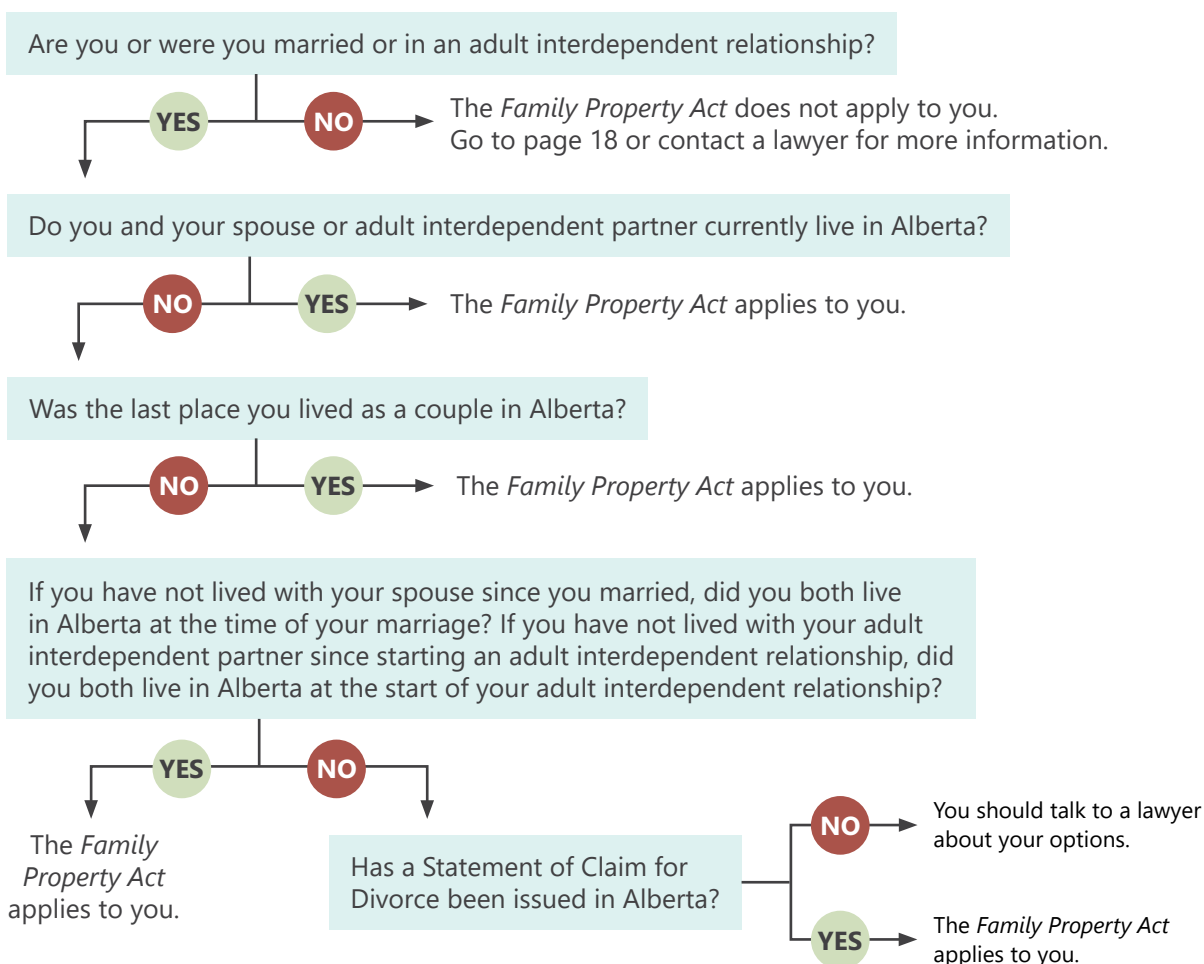 Are you or were you married or in an adult interdependent relationship?
YES
NO
The Family Property Act does not apply to you.
Go to page 18 or contact a lawyer for more information.
Do you and your spouse or adult interdependent partner currently live in Alberta?
NO
YES
The Family Property Act applies to you.
Was the last place you lived as a couple in Alberta?
NO
YES
The Family Property Act applies to you.
If you have not lived with your spouse since you married, did you both live
in Alberta at the time of your marriage? If you have not lived with your adult
interdependent partner since starting an adult interdependent relationship, did
you both live in Alberta at the start of your adult interdependent relationship?
YES
NO
The Family
Property Act
applies to you.
Has a Statement of Claim for
Divorce been issued in Alberta?
NO
You should talk to a lawyer
about your options.
YES
The Family Property Act
applies to you.